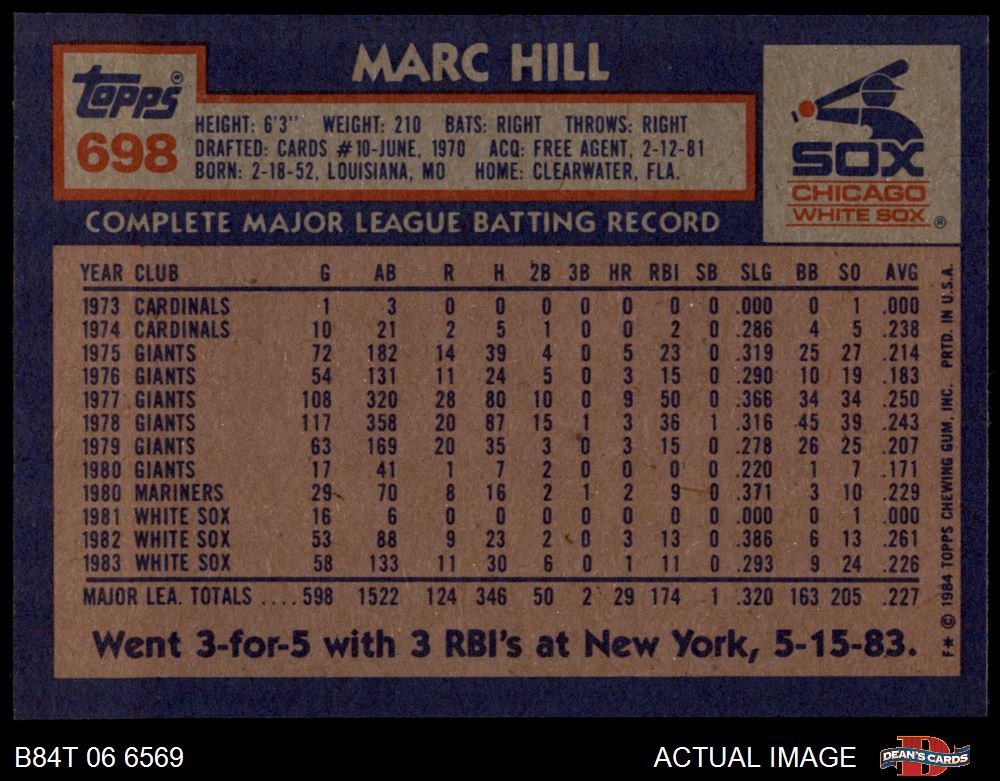 MARC HILL
Topps®
698
HEIGHT: 6'3" WEIGHT: 210 BATS: RIGHT THROWS: RIGHT
DRAFTED: CARDS #10-JUNE, 1970 ACQ: FREE AGENT, 2-12-81
BORN: 2-18-52, LOUISIANA, MO HOME: CLEARWATER, FLA.
SOX
CHICAGO
WHITE SOX ®
COMPLETE MAJOR LEAGUE BATTING RECORD
YEAR CLUB G AB R H 2B 3B HR RBI SB SLG BB SO AVG
1973 CARDINALS 1 3 0 0 0 0 0 0 0 .000 0 1 .000
1974 CARDINALS 10 21 2 5 1 0 0 2 0 .286 4 5 .238
1975 GIANTS 72 182 14 39 4 0 5 23 0 .319 25 27 .214
1976 GIANTS 54 131 11 24 5 0 3 15 0 .290 10 19 .183
1977 GIANTS 108 320 28 80 10 0 9 50 0 .366 34 34 .250
1978 GIANTS 117 358 20 87 15 1 3 36 1 .316 45 39 .243
1979 GIANTS 63 169 20 35 3 0 3 15 0 .278 26 25 .207
1980 GIANTS 17 41 1 7 2 0 0 0 0 .220 1 7 .171
1980 MARINERS 29 70 8 16 2 1 2 9 0 .371 3 10 .229
1981 WHITE SOX 16 6 0 0 0 0 0 0 0 .000 0 1 .000
1982 WHITE SOX 53 88 9 23 2 0 3 13 0 .386 6 13 .261
1983 WHITE SOX 58 133 11 30 6 0 1 11 0 .293 9 24 .226
MAJOR LEA. TOTALS ....598 1522 124 346 50 2 29 174 1 .320 163 205 .227
Went 3-for-5 with 3 RBI's at New York, 5-15-83.
F* © 1984 TOPPS CHEWING GUM, INC. PRTD. IN U.S.A.
B84T 06 6569
ACTUAL IMAGE
DEAN'S CARDS